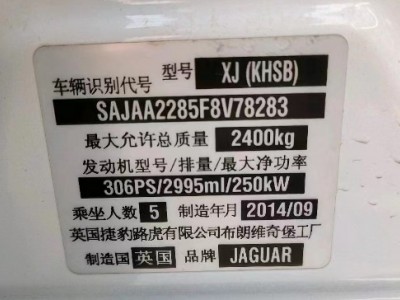 型号 XJ (KHSB)
车辆识别代号
SAJAA2285F8V78283
最大允许总质量 2400kg
发动机型号/排量/最大净功率
306PS/2995ml/250kW
乘坐人数 5 制造年月 2014/09
英国捷豹路虎有限公司布朗维奇堡工厂
制造国 英国 品牌 JAGUAR